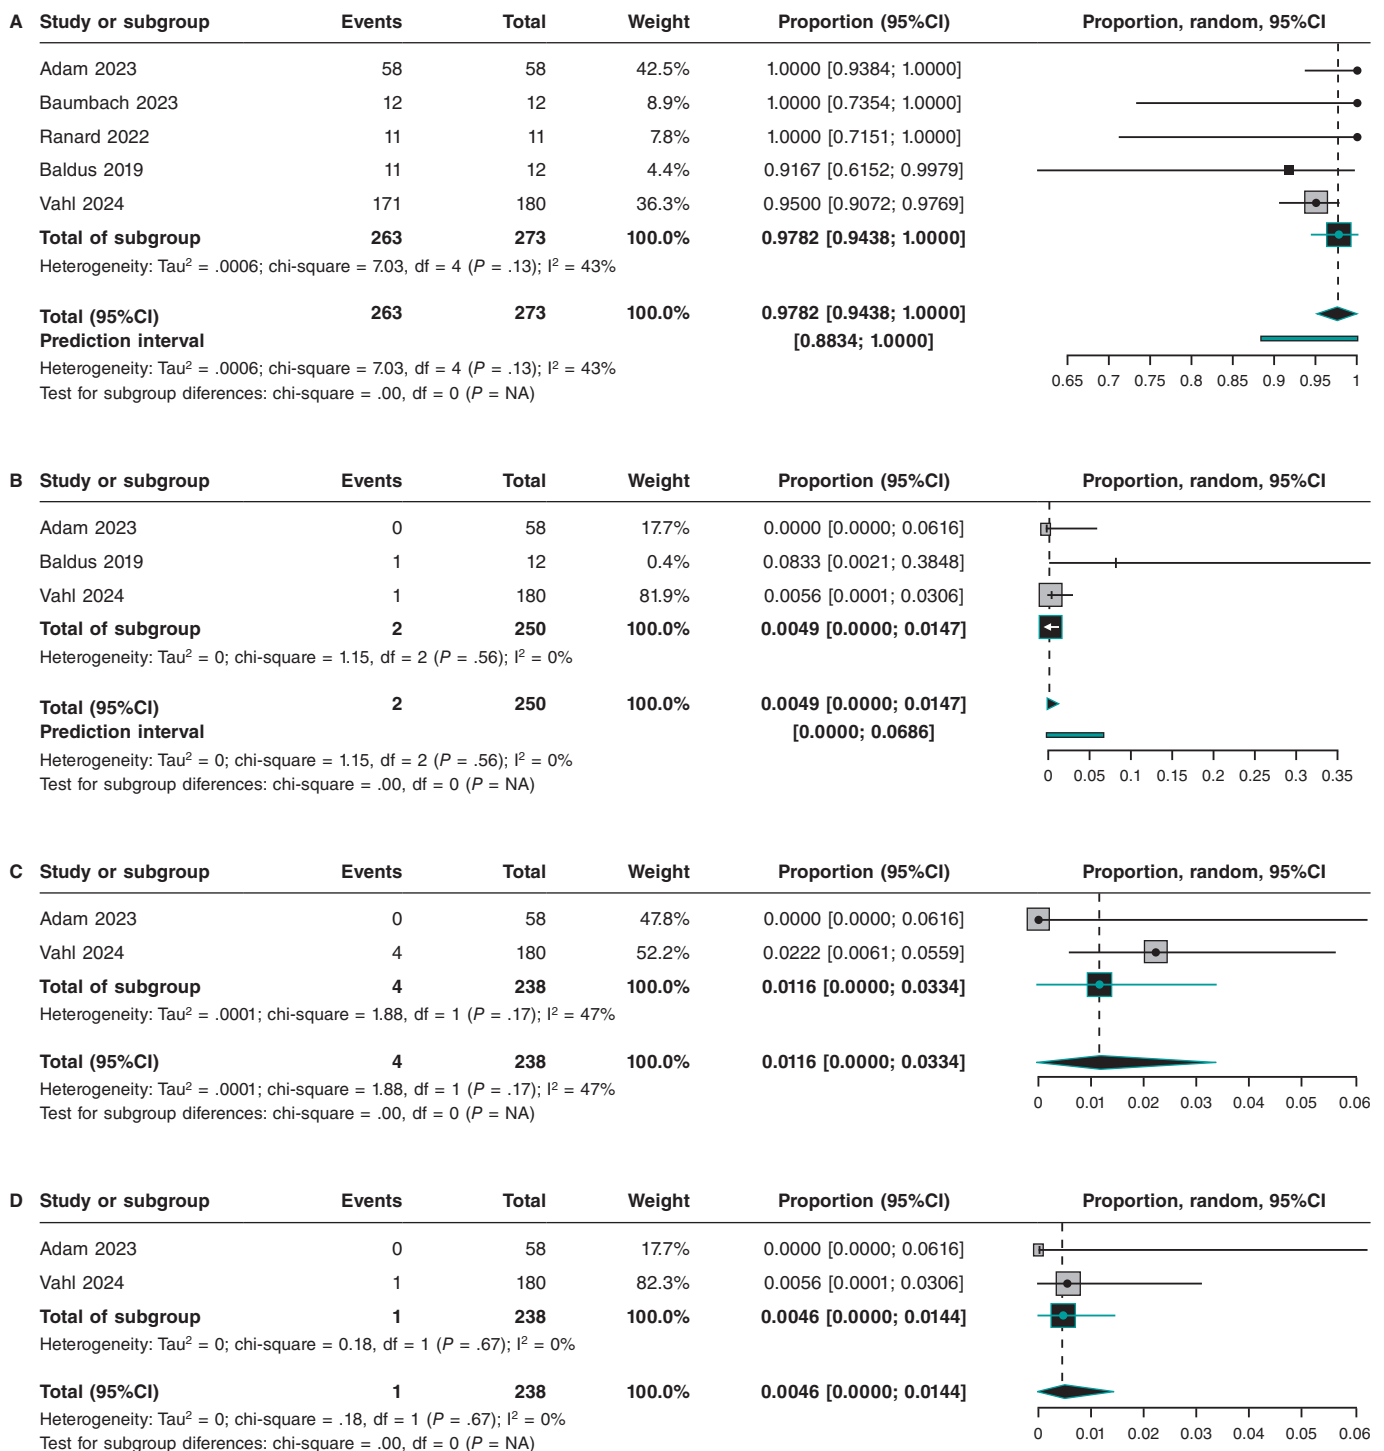 A Study or subgroup Events Total Weight Proportion (95%CI) Proportion, random, 95%CI
Adam 2023 58 58 42.5% 1.0000 [0.9384; 1.0000]
Baumbach 2023 12 12 8.9% 1.0000 [0.7354; 1.0000]
Ranard 2022 11 11 7.8% 1.0000 [0.7151; 1.0000]
Baldus 2019 11 12 4.4% 0.9167 [0.6152; 0.9979]
Vahl 2024 171 180 36.3% 0.9500 [0.9072; 0.9769]
Total of subgroup 263 273 100.0% 0.9782 [0.9438; 1.0000]
Heterogeneity: Tau² = .0006; chi-square = 7.03, df = 4 (P = .13); I² = 43%
Total (95%CI) 263 273 100.0% 0.9782 [0.9438; 1.0000]
Prediction interval [0.8834; 1.0000]
Heterogeneity: Tau² = .0006; chi-square = 7.03, df = 4 (P = .13); I² = 43%
0.65 0.7 0.75 0.8 0.85 0.9 0.95 1
Test for subgroup diferences: chi-square = .00, df = 0 (P = NA)
B Study or subgroup Events Total Weight Proportion (95%CI) Proportion, random, 95%CI
Adam 2023 0 58 17.7% 0.0000 [0.0000; 0.0616]
Baldus 2019 1 12 0.4% 0.0833 [0.0021; 0.3848]
Vahl 2024 1 180 81.9% 0.0056 [0.0001; 0.0306]
Total of subgroup 2 250 100.0% 0.0049 [0.0000; 0.0147]
Heterogeneity: Tau² = 0; chi-square = 1.15, df = 2 (P = .56); I² = 0%
Total (95%CI) 2 250 100.0% 0.0049 [0.0000; 0.0147]
Prediction interval [0.0000; 0.0686]
Heterogeneity: Tau² = 0; chi-square = 1.15, df = 2 (P = .56); I² = 0%
0 0.05 0.1 0.15 0.2 0.25 0.3 0.35
Test for subgroup diferences: chi-square = .00, df = 0 (P = NA)
C Study or subgroup Events Total Weight Proportion (95%CI) Proportion, random, 95%CI
Adam 2023 0 58 47.8% 0.0000 [0.0000; 0.0616]
Vahl 2024 4 180 52.2% 0.0222 [0.0061; 0.0559]
Total of subgroup 4 238 100.0% 0.0116 [0.0000; 0.0334]
Heterogeneity: Tau² = .0001; chi-square = 1.88, df = 1 (P = .17); I² = 47%
Total (95%CI) 4 238 100.0% 0.0116 [0.0000; 0.0334]
Heterogeneity: Tau² = .0001; chi-square = 1.88, df = 1 (P = .17); I² = 47%
0 0.01 0.02 0.03 0.04 0.05 0.06
Test for subgroup diferences: chi-square = .00, df = 0 (P = NA)
D Study or subgroup Events Total Weight Proportion (95%CI) Proportion, random, 95%CI
Adam 2023 0 58 17.7% 0.0000 [0.0000; 0.0616]
Vahl 2024 1 180 82.3% 0.0056 [0.0001; 0.0306]
Total of subgroup 1 238 100.0% 0.0046 [0.0000; 0.0144]
Heterogeneity: Tau² = 0; chi-square = 0.18, df = 1 (P = .67); I² = 0%
Total (95%CI) 1 238 100.0% 0.0046 [0.0000; 0.0144]
Heterogeneity: Tau² = 0; chi-square = .18, df = 1 (P = .67); I² = 0%
0 0.01 0.02 0.03 0.04 0.05 0.06
Test for subgroup diferences: chi-square = .00, df = 0 (P = NA)